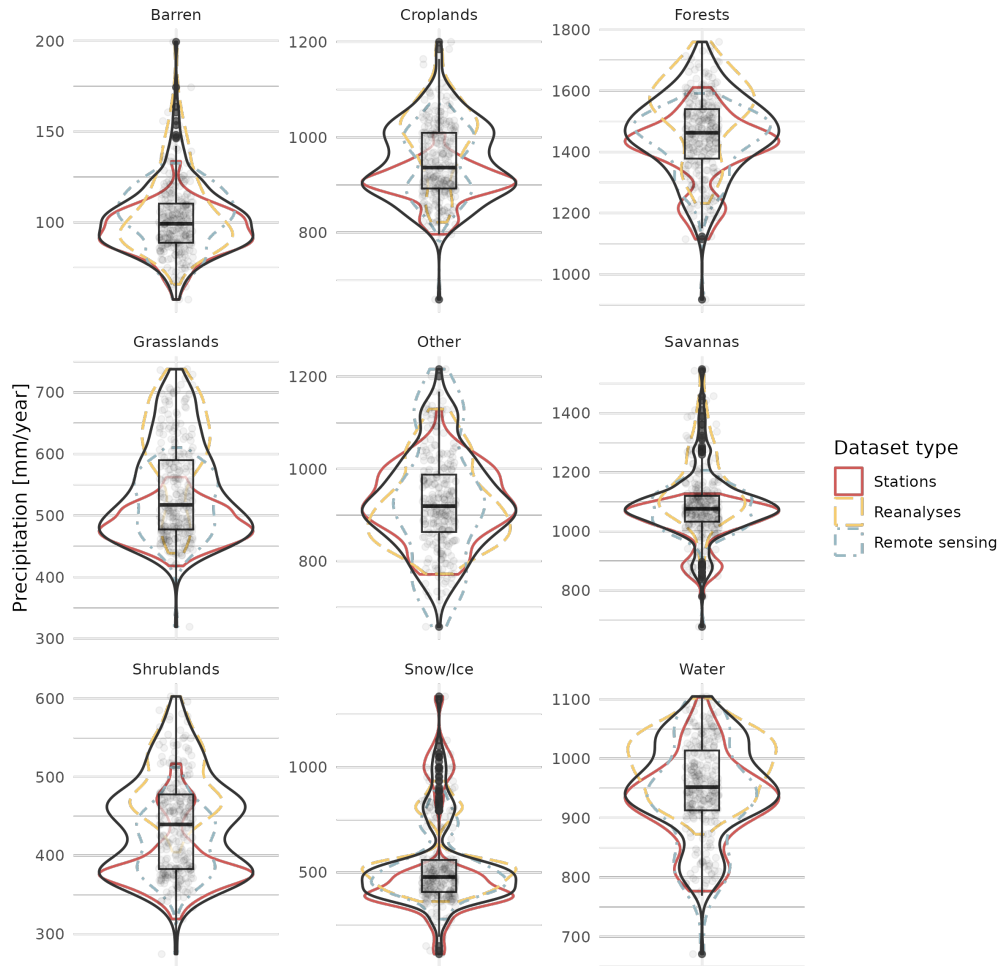 Barren
Croplands
Forests
200
150
100
1200
1000
800
1800
1600
1400
1200
1000
Precipitation [mm/year]
Grasslands
Other
Savannas
700
600
500
400
300
1200
1000
800
1400
1200
1000
800
Dataset type
Stations
Reanalyses
Remote sensing
Shrublands
Snow/Ice
Water
600
500
400
300
1000
500
1100
1000
900
800
700